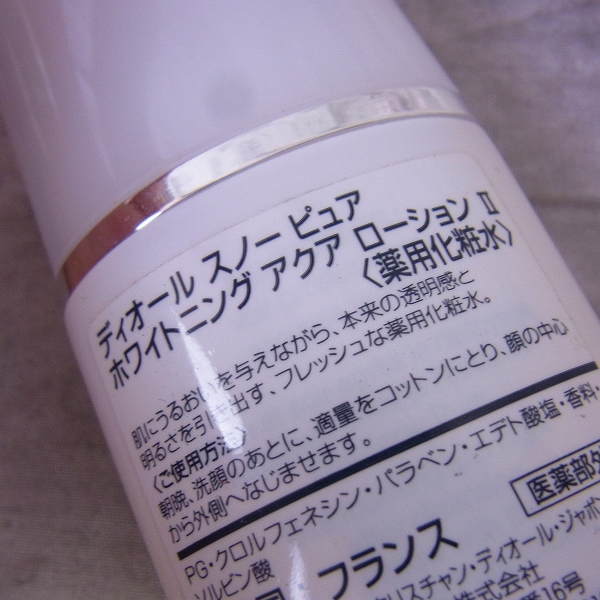 ディオール スノー ピュア
ホワイトニング アクア ローション II
〈薬用化粧水〉
肌にうるおいを与えながら、本来の透明感と
明るさを引き出す、フレッシュな薬用化粧水。
〈ご使用方法〉
朝晩、洗顔のあとに、適量をコットンにとり、顔の中心
から外側へなじませます。
PG・クロルフェネシン・パラベン・エデト酸塩・香料・
ソルビン酸
医薬部外
フランス
クリスチャン・ディオール・ジャポ
株式会社
16号